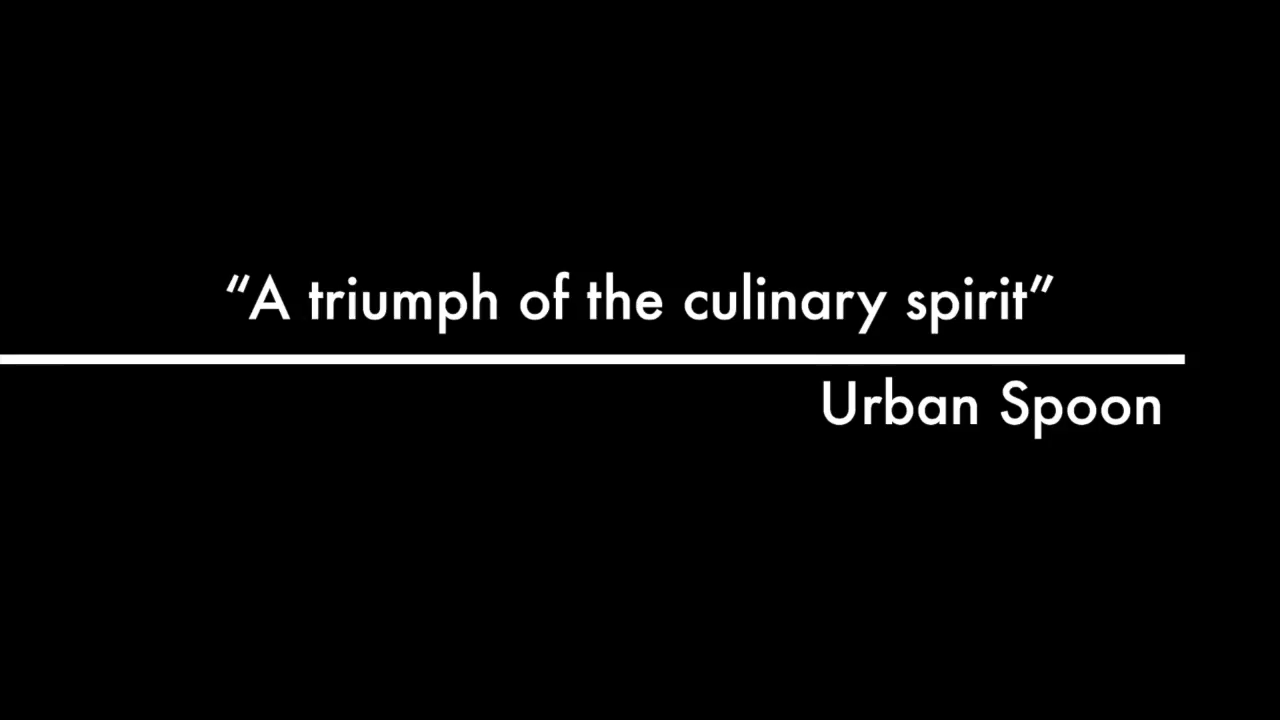 “A triumph of the culinary spirit”
Urban Spoon